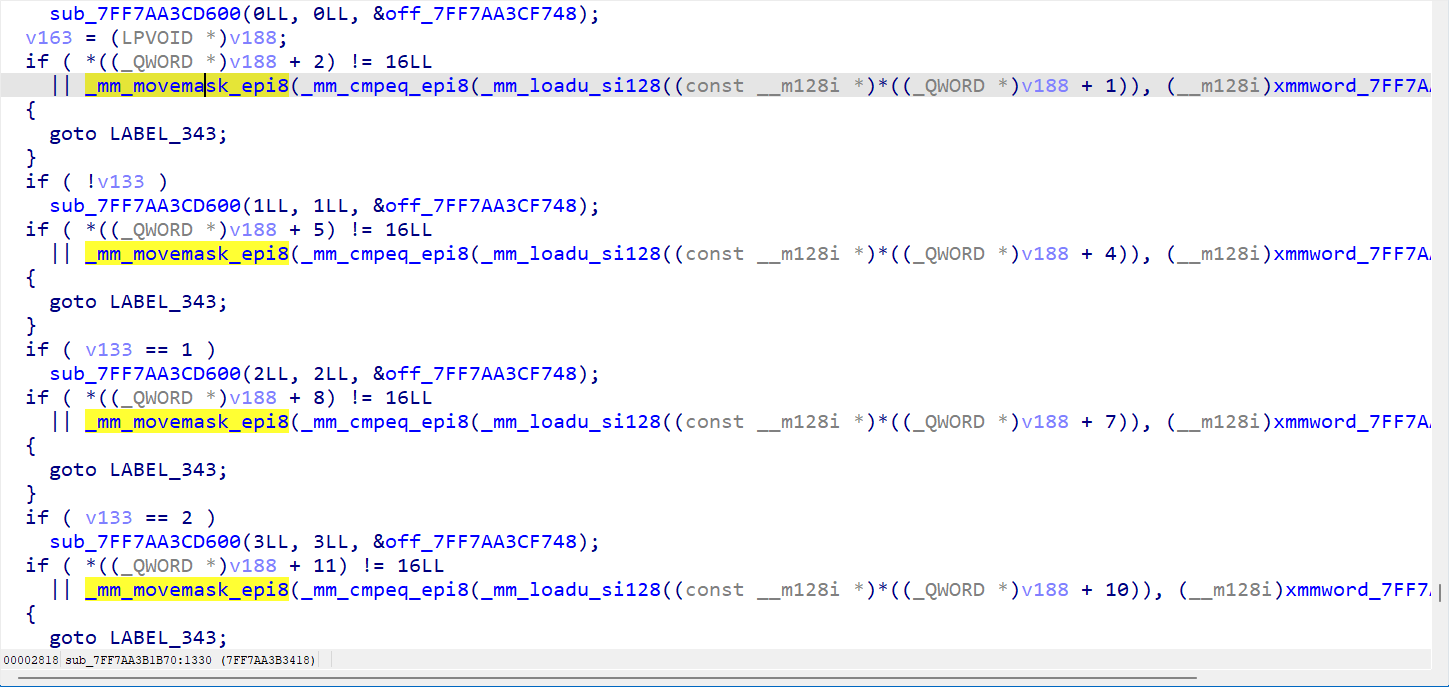 sub_7FF7AA3CD600(0LL, 0LL, &off_7FF7AA3CF748);
v163 = (LPVOID *)v188;
if ( *((_QWORD *)v188 + 2) != 16LL
|| _mm_movemask_epi8(_mm_cmpeq_epi8(_mm_loadu_si128((const __m128i *)*((_QWORD *)v188 + 1)), (__m128i)xmmword_7FF7A
{
goto LABEL_343;
}
if ( !v133 )
sub_7FF7AA3CD600(1LL, 1LL, &off_7FF7AA3CF748);
if ( *((_QWORD *)v188 + 5) != 16LL
|| _mm_movemask_epi8(_mm_cmpeq_epi8(_mm_loadu_si128((const __m128i *)*((_QWORD *)v188 + 4)), (__m128i)xmmword_7FF7A
{
goto LABEL_343;
}
if ( v133 == 1 )
sub_7FF7AA3CD600(2LL, 2LL, &off_7FF7AA3CF748);
if ( *((_QWORD *)v188 + 8) != 16LL
|| _mm_movemask_epi8(_mm_cmpeq_epi8(_mm_loadu_si128((const __m128i *)*((_QWORD *)v188 + 7)), (__m128i)xmmword_7FF7A
{
goto LABEL_343;
}
if ( v133 == 2 )
sub_7FF7AA3CD600(3LL, 3LL, &off_7FF7AA3CF748);
if ( *((_QWORD *)v188 + 11) != 16LL
|| _mm_movemask_epi8(_mm_cmpeq_epi8(_mm_loadu_si128((const __m128i *)*((_QWORD *)v188 + 10)), (__m128i)xmmword_7FF7
{
goto LABEL_343;
00002818 sub_7FF7AA3B1B70:1330 (7FF7AA3B3418)